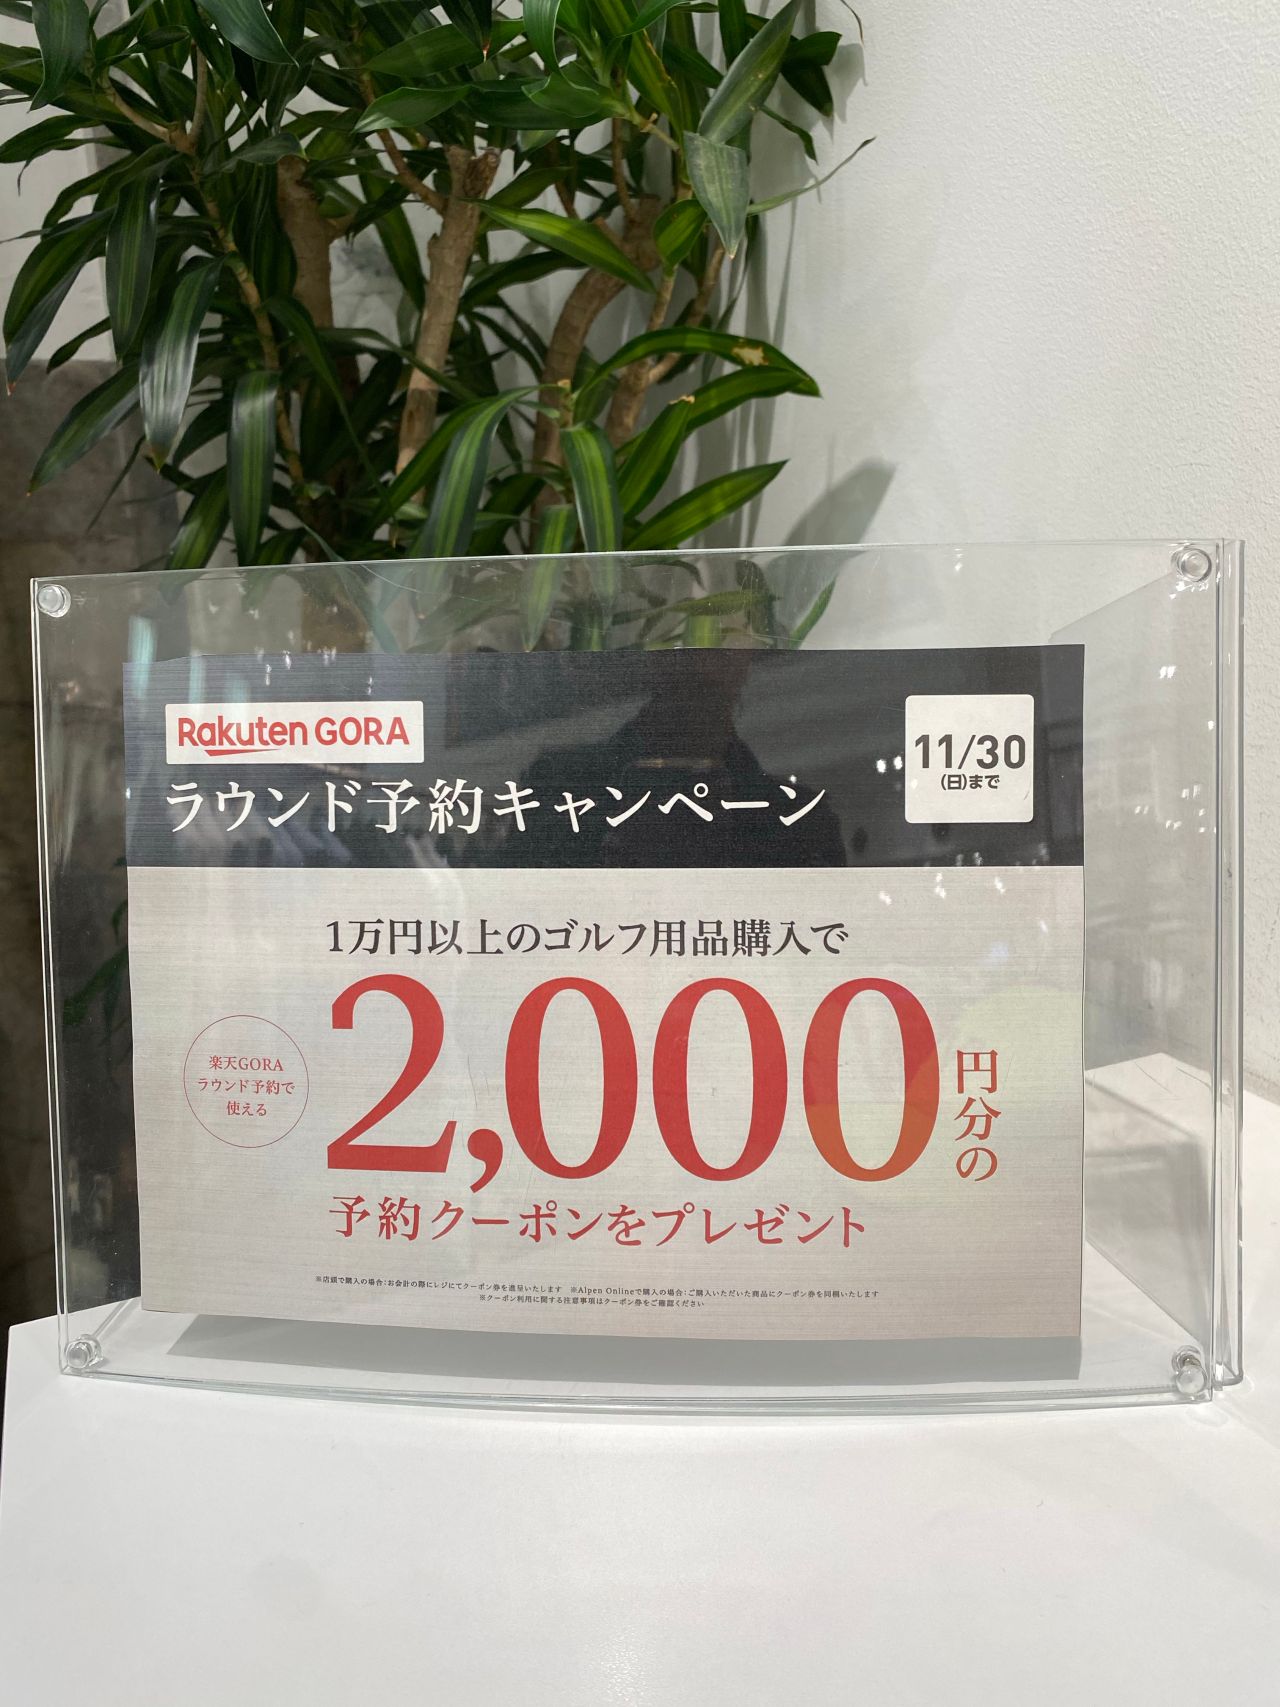 Rakuten GORA
ラウンド予約キャンペーン
11/30
(日)まで
1万円以上のゴルフ用品購入で
楽天GORA
ラウンド予約で
使える
2,000円分の
予約クーポンをプレゼント
※店頭で購入の場合:お会計の際にレジにてクーポン券を進呈いたします　※Alpen Onlineで購入の場合:ご購入いただいた商品にクーポン券を同梱いたします
※クーポン利用に関する注意事項はクーポン券をご確認ください